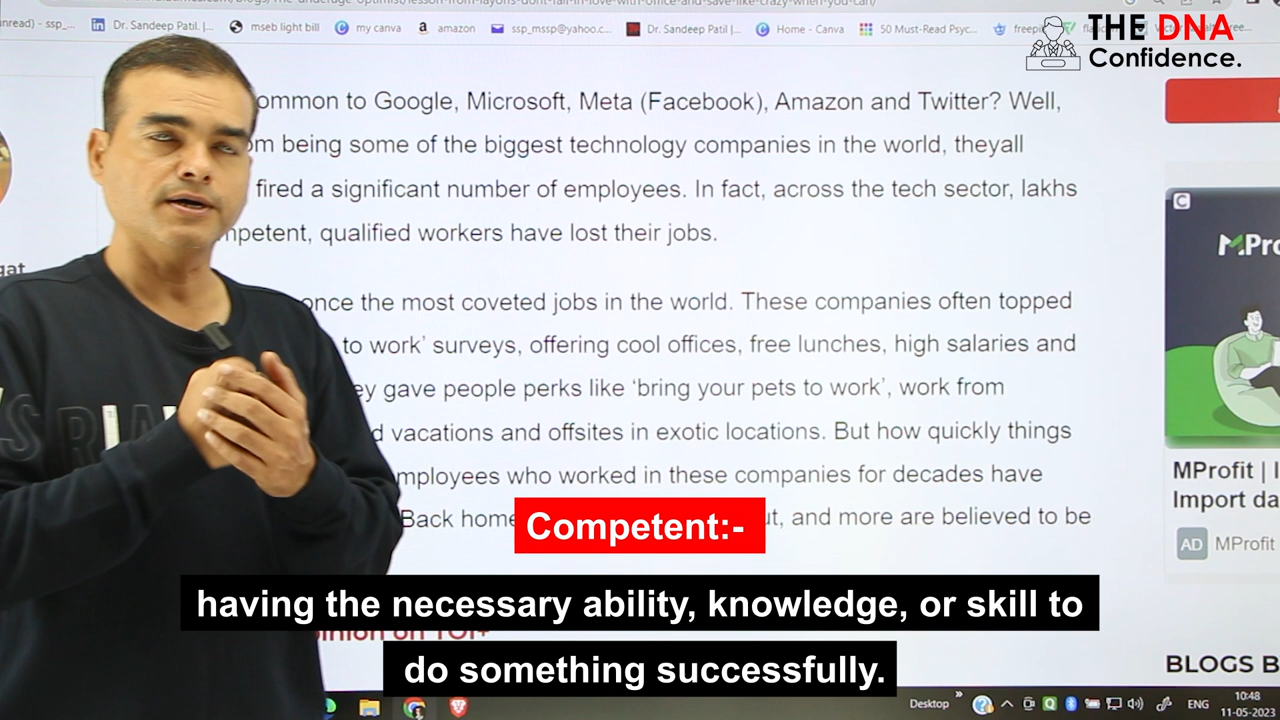 nread) - ssp_... Dr. Sandeep Patil. |... mseb light bill my canva amazon ssp_mssp@yahoo.c... Dr. Sandeep Patel |... Home - Canva 50 Must-Read Psyc...
THE DNA
Confidence.
ommon to Google, Microsoft, Meta (Facebook), Amazon and Twitter? Well,
om being some of the biggest technology companies in the world, theyall
fired a significant number of employees. In fact, across the tech sector, lakhs
mpetent, qualified workers have lost their jobs.
once the most coveted jobs in the world. These companies often topped
to work' surveys, offering cool offices, free lunches, high salaries and
ey gave people perks like 'bring your pets to work', work from
d vacations and offsites in exotic locations. But how quickly things
mployees who worked in these companies for decades have
Back home
ut, and more are believed to be
Competent:-
having the necessary ability, knowledge, or skill to
do something successfully.
gat
MPro
MProfit | I
Import da
AD MProfit
BLOGS B
Desktop
ENG
10:48
11-05-2023